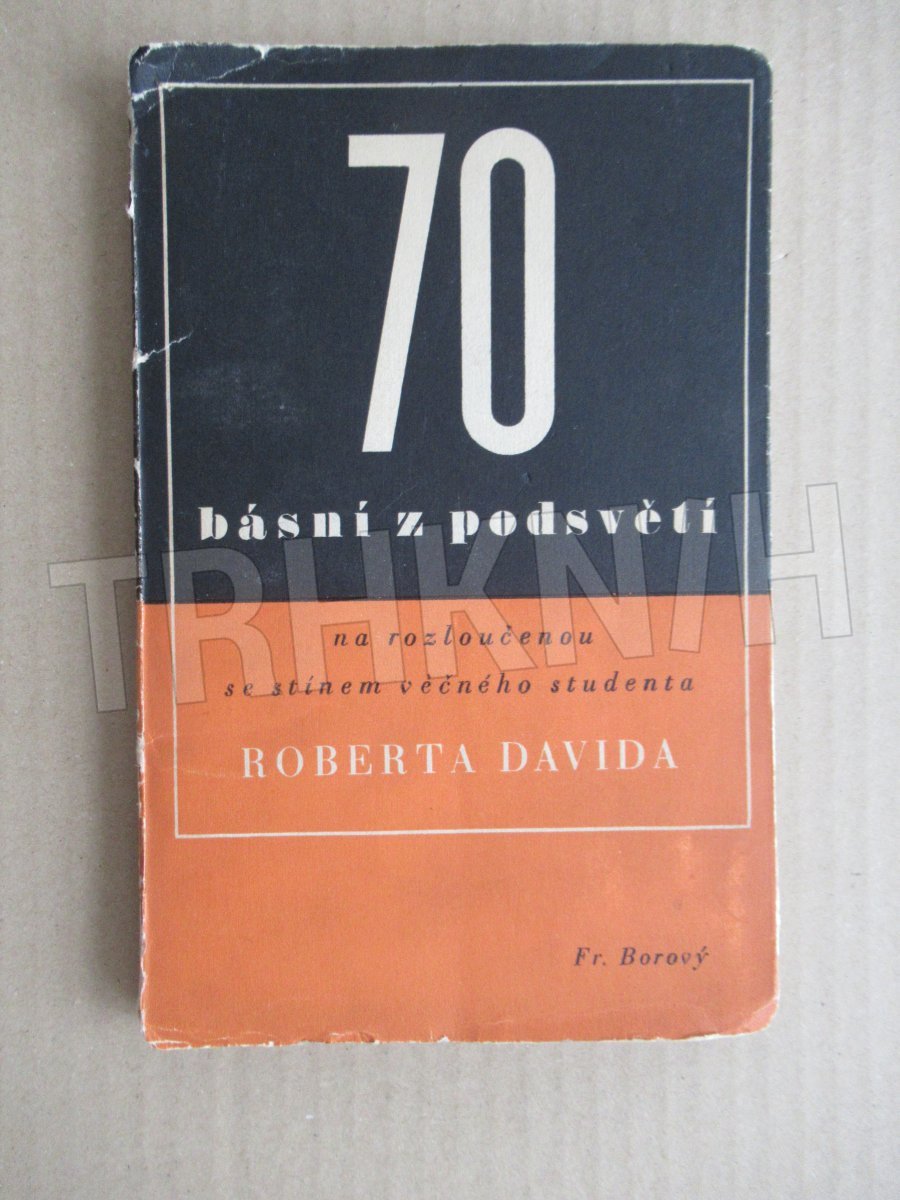 70
básní z podsvětí
na rozloučenou
se stínem věčného studenta
ROBERTA DAVIDA
Fr. Borový
TRHKNIH